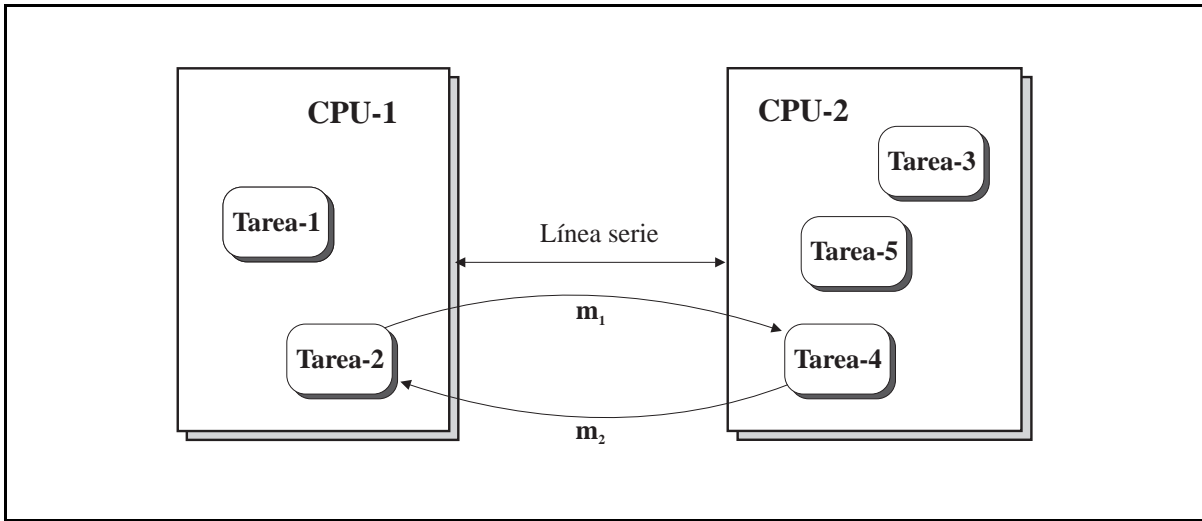 CPU-1
CPU-2
Tarea-3
Tarea-1
Línea serie
Tarea-5
m₁
Tarea-2
Tarea-4
m₂